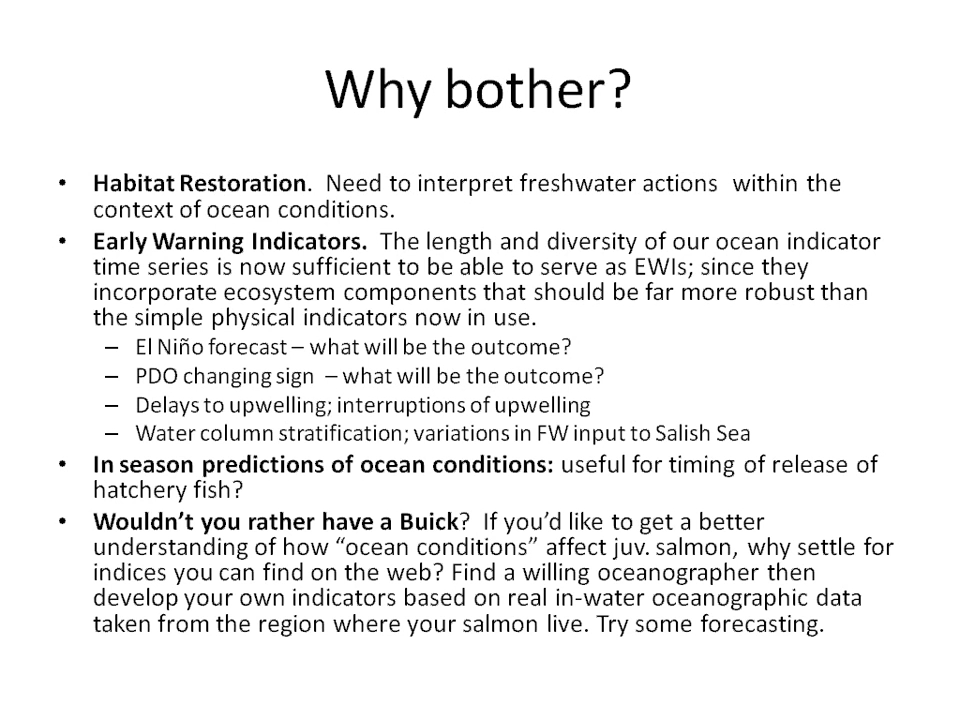 Why bother?
• Habitat Restoration.  Need to interpret freshwater actions  within the
context of ocean conditions.
• Early Warning Indicators.  The length and diversity of our ocean indicator
time series is now sufficient to be able to serve as EWIs; since they
incorporate ecosystem components that should be far more robust than
the simple physical indicators now in use.
– El Niño forecast – what will be the outcome?
– PDO changing sign  – what will be the outcome?
– Delays to upwelling; interruptions of upwelling
– Water column stratification; variations in FW input to Salish Sea
• In season predictions of ocean conditions: useful for timing of release of
hatchery fish?
• Wouldn’t you rather have a Buick?  If you’d like to get a better
understanding of how “ocean conditions” affect juv. salmon, why settle for
indices you can find on the web? Find a willing oceanographer then
develop your own indicators based on real in-water oceanographic data
taken from the region where your salmon live. Try some forecasting.